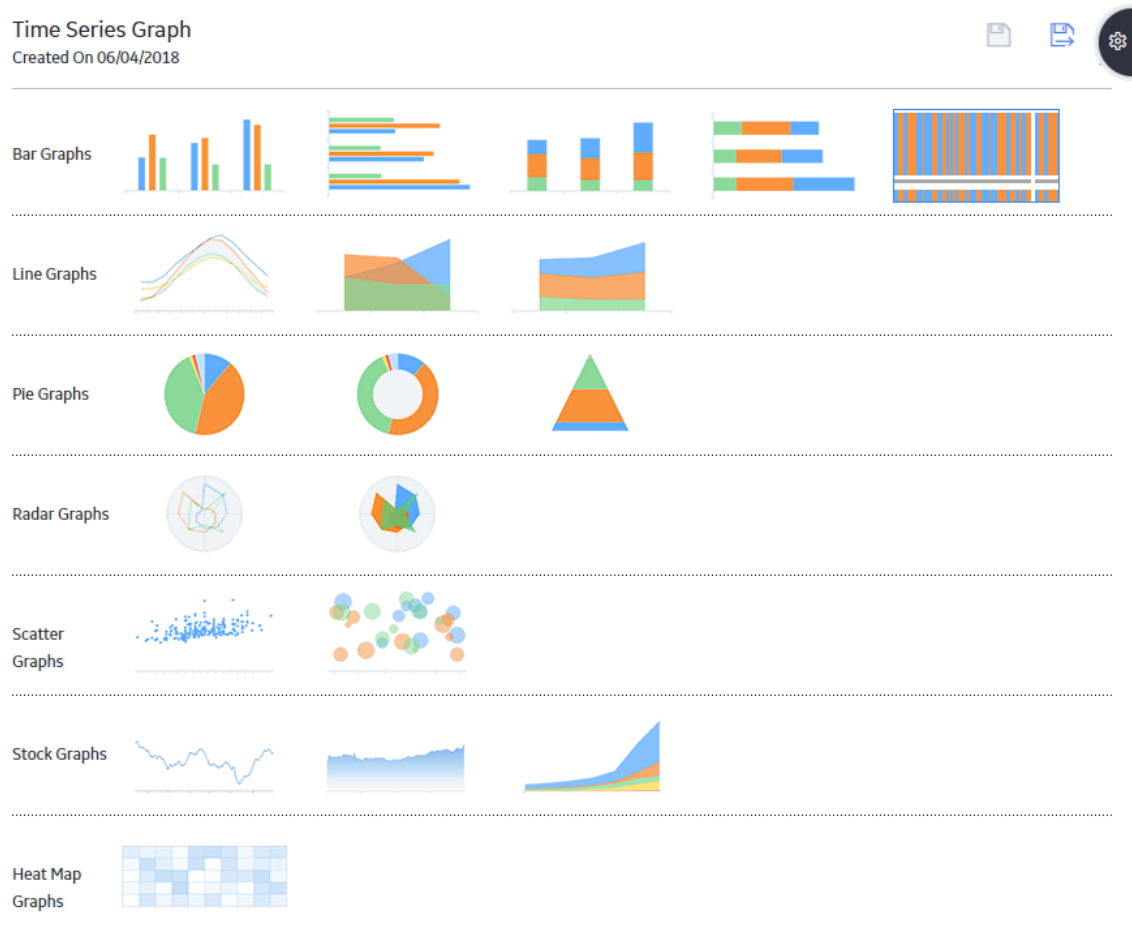 Time Series Graph
Created On 06/04/2018
Bar Graphs
Line Graphs
Pie Graphs
Radar Graphs
Scatter
Graphs
Stock Graphs
Heat Map
Graphs